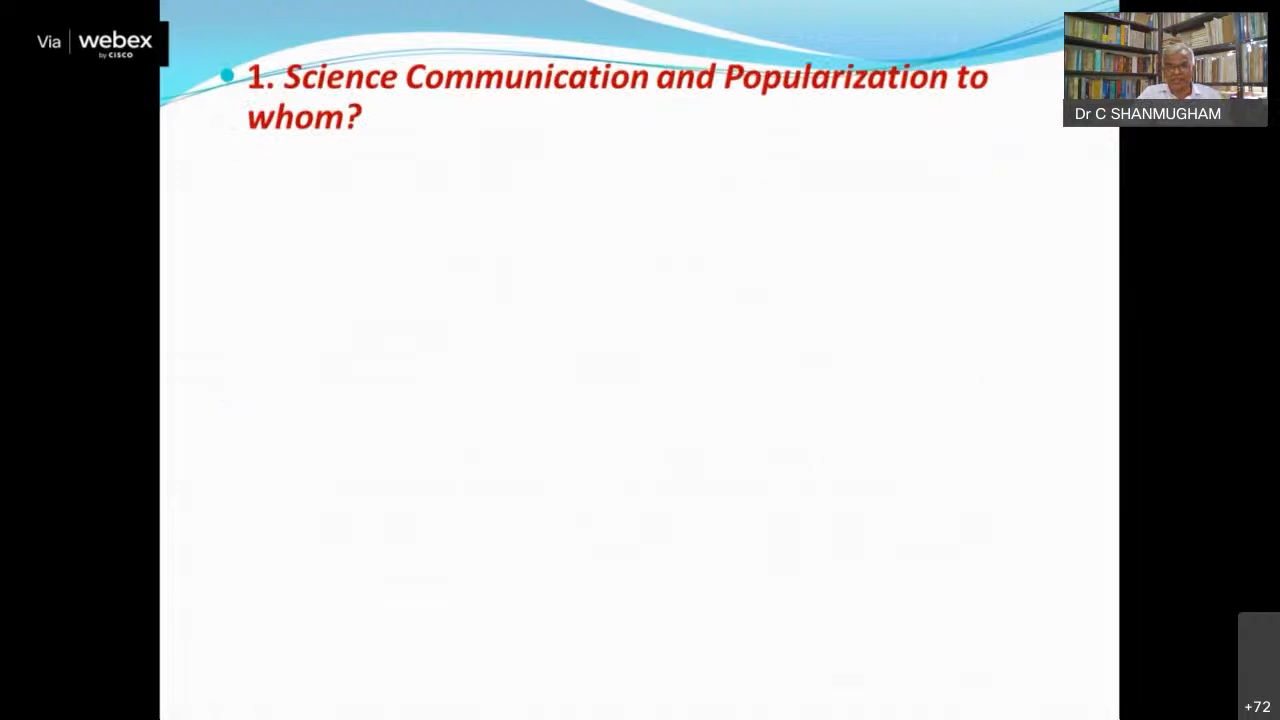 Via webex
by CISCO
• 1. Science Communication and Popularization to
whom?
Dr C SHANMUGHAM
+72